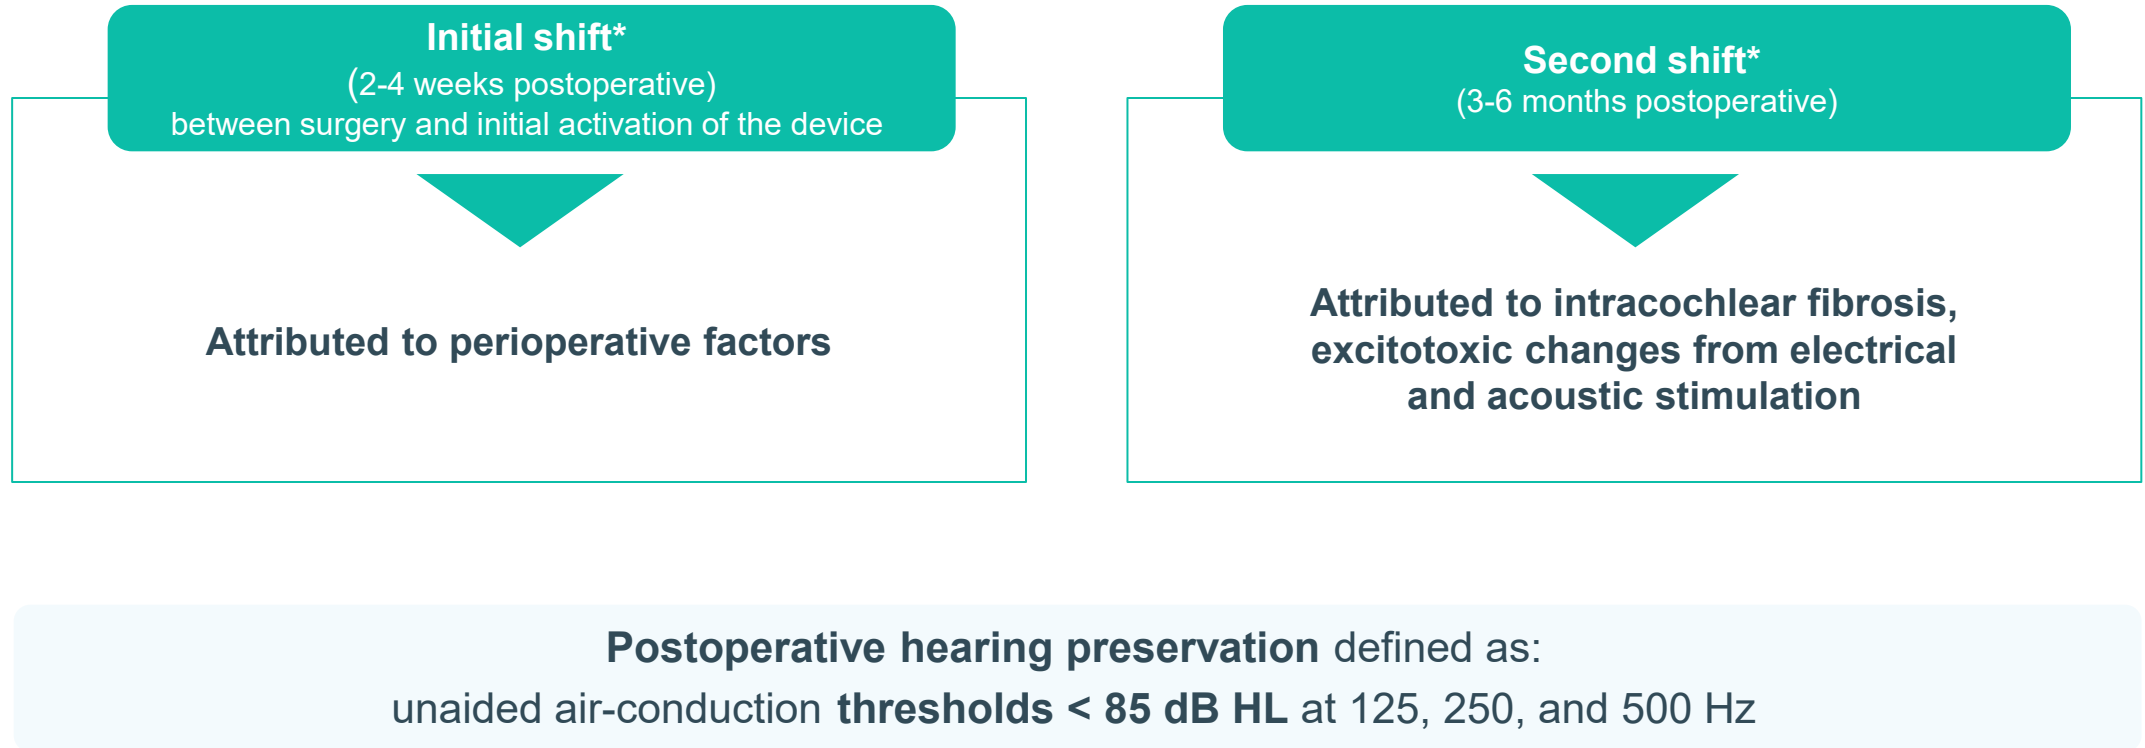 Initial shift*
(2-4 weeks postoperative)
between surgery and initial activation of the device
Attributed to perioperative factors
Second shift*
(3-6 months postoperative)
Attributed to intracochlear fibrosis,
excitotoxic changes from electrical
and acoustic stimulation
Postoperative hearing preservation defined as:
unaided air-conduction thresholds < 85 dB HL at 125, 250, and 500 Hz